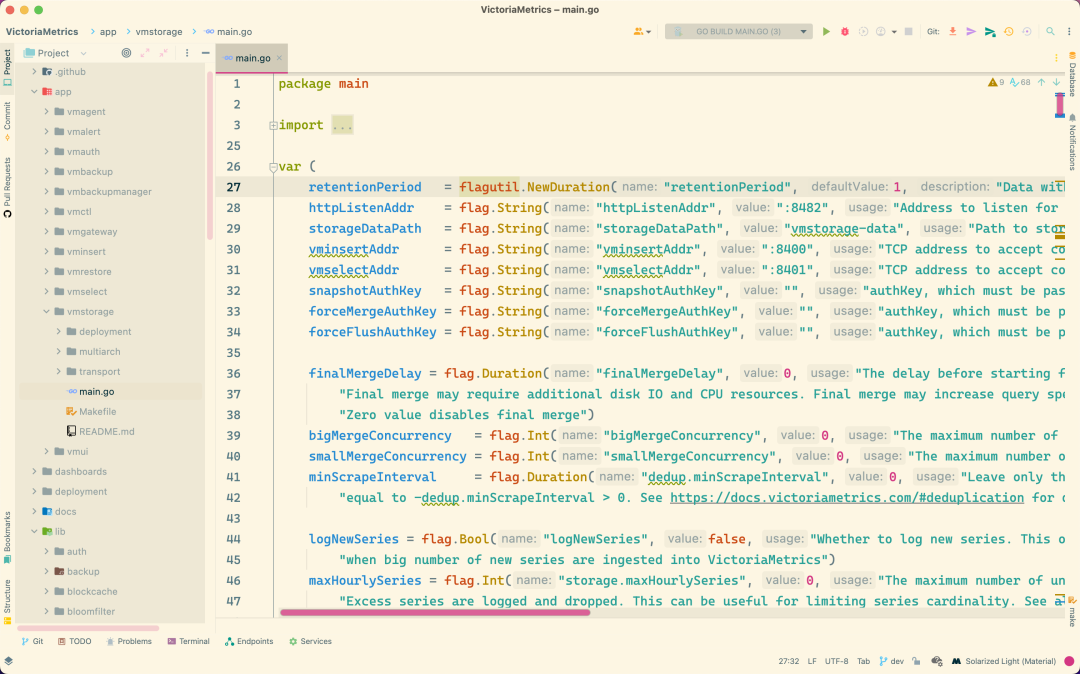 VictoriaMetrics – main.go
VictoriaMetrics app vmstorage main.go
GO BUILD MAIN.GO (3)
Git:
Project
main.go
Project
Commit
Pull Requests
Bookmarks
Structure
.github
app
vmagent
vmalert
vmauth
vmbackup
vmbackupmanager
vmctl
vmgateway
vminsert
vmrestore
vmselect
vmstorage
deployment
multiarch
transport
main.go
Makefile
README.md
vmui
dashboards
deployment
docs
lib
auth
backup
blockcache
bloomfilter
9 68
1 package main
2
3 import ...
25
26 var (
27 retentionPeriod = flagutil.NewDuration( name: "retentionPeriod", defaultValue: 1, description: "Data wit
28 httpListenAddr = flag.String( name: "httpListenAddr", value: ":8482", usage: "Address to listen for
29 storageDataPath = flag.String( name: "storageDataPath", value: "vmstorage-data", usage: "Path to stor
30 vminsertAddr = flag.String( name: "vminsertAddr", value: ":8400", usage: "TCP address to accept co
31 vmselectAddr = flag.String( name: "vmselectAddr", value: ":8401", usage: "TCP address to accept co
32 snapshotAuthKey = flag.String( name: "snapshotAuthKey", value: "", usage: "authKey, which must be pas
33 forceMergeAuthKey = flag.String( name: "forceMergeAuthKey", value: "", usage: "authKey, which must be p
34 forceFlushAuthKey = flag.String( name: "forceFlushAuthKey", value: "", usage: "authKey, which must be p
35
36 finalMergeDelay = flag.Duration( name: "finalMergeDelay", value: 0, usage: "The delay before starting f
37 "Final merge may require additional disk IO and CPU resources. Final merge may increase query spe
38 "Zero value disables final merge")
39 bigMergeConcurrency = flag.Int( name: "bigMergeConcurrency", value: 0, usage: "The maximum number of
40 smallMergeConcurrency = flag.Int( name: "smallMergeConcurrency", value: 0, usage: "The maximum number o
41 minScrapeInterval = flag.Duration( name: "dedup.minScrapeInterval", value: 0, usage: "Leave only th
42 "equal to -dedup.minScrapeInterval > 0. See https://docs.victoriametrics.com/#deduplication for d
43
44 logNewSeries = flag.Bool( name: "logNewSeries", value: false, usage: "Whether to log new series. This o
45 "when big number of new series are ingested into VictoriaMetrics")
46 maxHourlySeries = flag.Int( name: "storage.maxHourlySeries", value: 0, usage: "The maximum number of un
47 "Excess series are logged and dropped. This can be useful for limiting series cardinality. See a
Database
Notifications
make
Git TODO Problems Terminal Endpoints Services
27:32 LF UTF-8 Tab dev Solarized Light (Material)